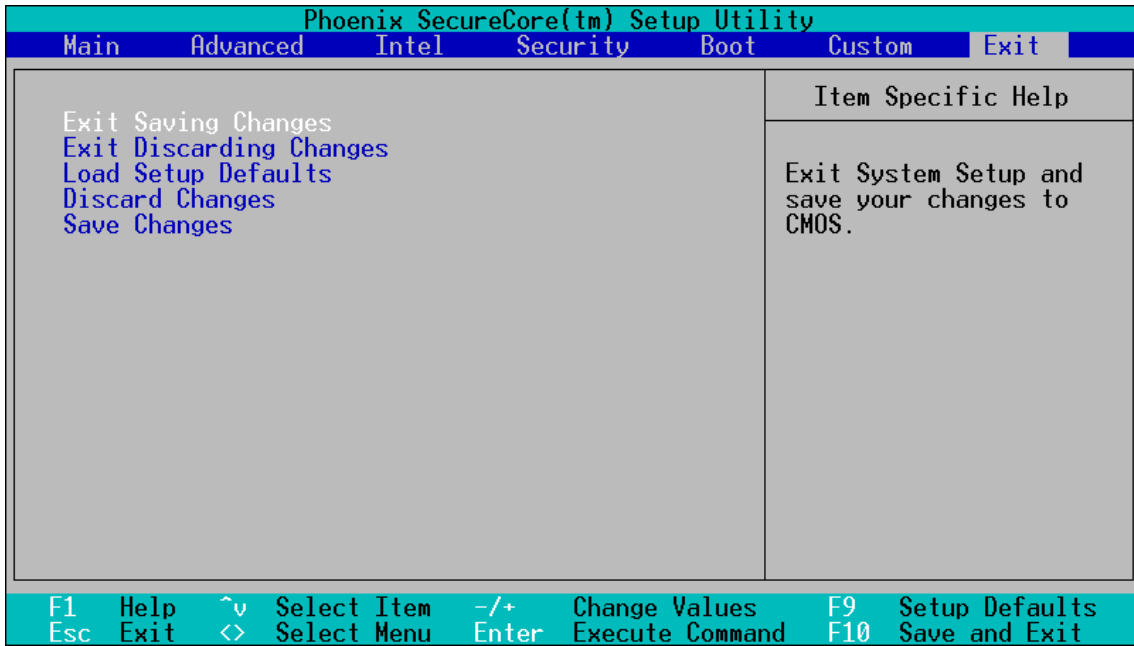 Phoenix SecureCore(tm) Setup Utility
Main Advanced Intel Security Boot Custom Exit
Item Specific Help
Exit Saving Changes
Exit Discarding Changes
Load Setup Defaults
Discard Changes
Save Changes
Exit System Setup and
save your changes to
CMOS.
F1 Help ^v Select Item -/+ Change Values F9 Setup Defaults
Esc Exit <> Select Menu Enter Execute Command F10 Save and Exit